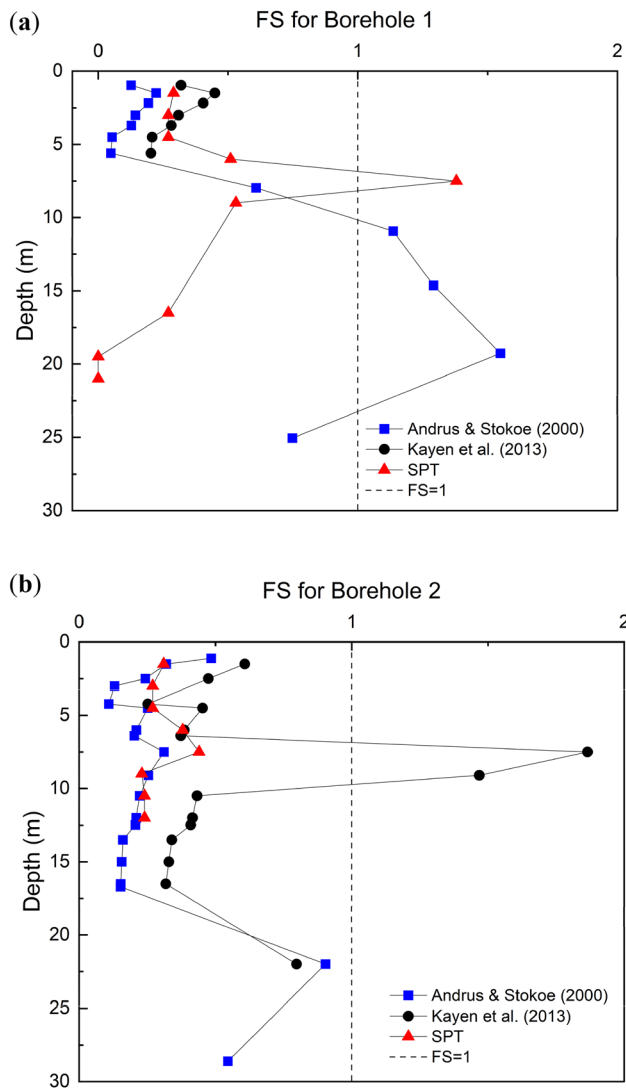 (a)
FS for Borehole 1
0 1 2
0
5
10
15
20
25
30
Depth (m)
Andrus & Stokoe (2000)
Kayen et al. (2013)
SPT
FS=1
(b)
FS for Borehole 2
0 1 2
0
5
10
15
20
25
30
Depth (m)
Andrus & Stokoe (2000)
Kayen et al. (2013)
SPT
FS=1